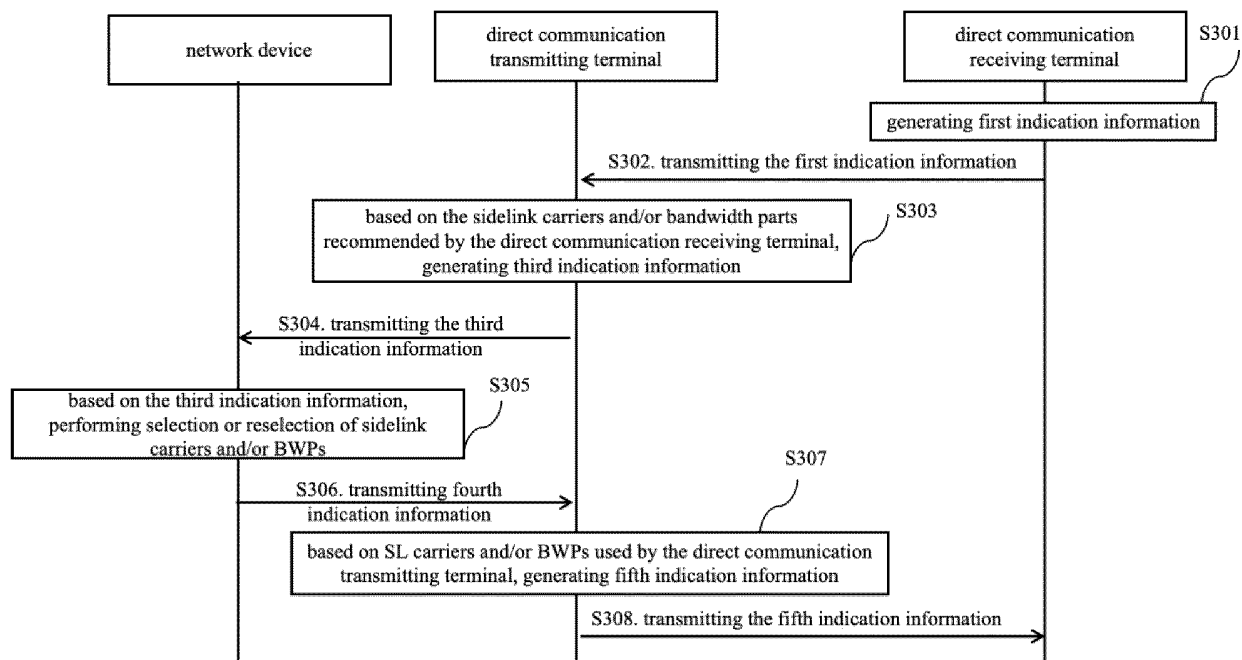 network device
direct communication
transmitting terminal
direct communication
receiving terminal
S301
generating first indication information
S302. transmitting the first indication information
based on the sidelink carriers and/or bandwidth parts
recommended by the direct communication receiving terminal,
generating third indication information
S303
S304. transmitting the third
indication information
based on the third indication information,
performing selection or reselection of sidelink
carriers and/or BWPs
S305
S306. transmitting fourth
indication information
S307
based on SL carriers and/or BWPs used by the direct communication
transmitting terminal, generating fifth indication information
S308. transmitting the fifth indication information